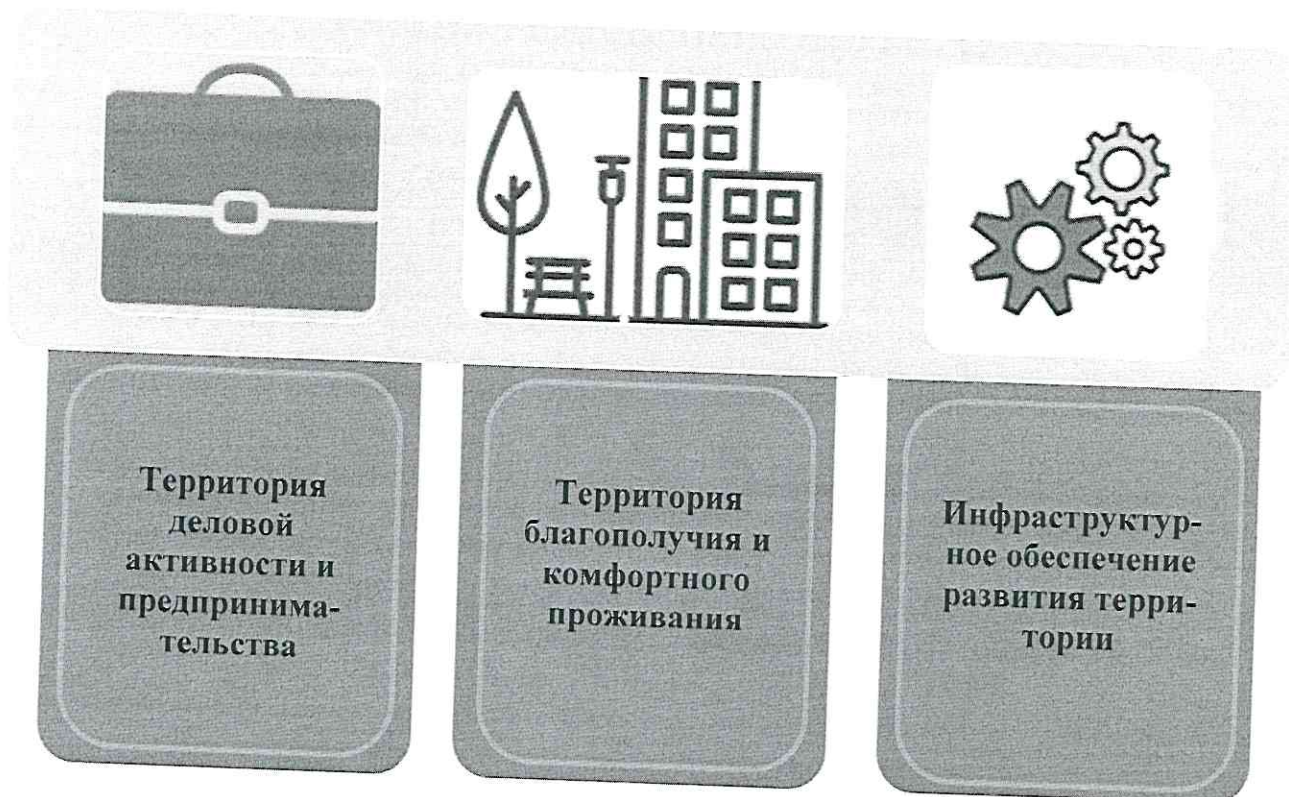 Территория
деловой
активности и
предпринима-
тельства
Территория
благополучия и
комфортного
проживания
Инфраструктур-
ное обеспечение
развития терри-
тории